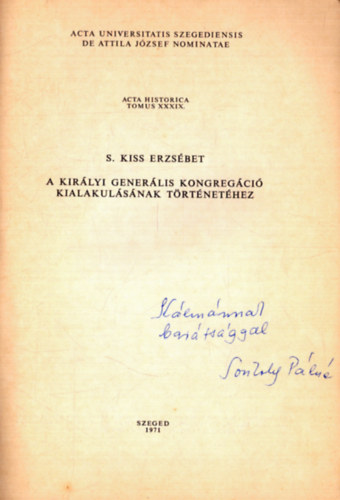 ACTA UNIVERSITATIS SZEGEDIENSIS
DE ATTILA JÓZSEF NOMINATAE
ACTA HISTORICA
TOMUS XXXIX.
S. KISS ERZSÉBET
A KIRÁLYI GENERÁLIS KONGREGÁCIÓ
KIALAKULÁSÁNAK TÖRTÉNETÉHEZ
Kálmánnak
barátsággal
Pálné
SZEGED
1971